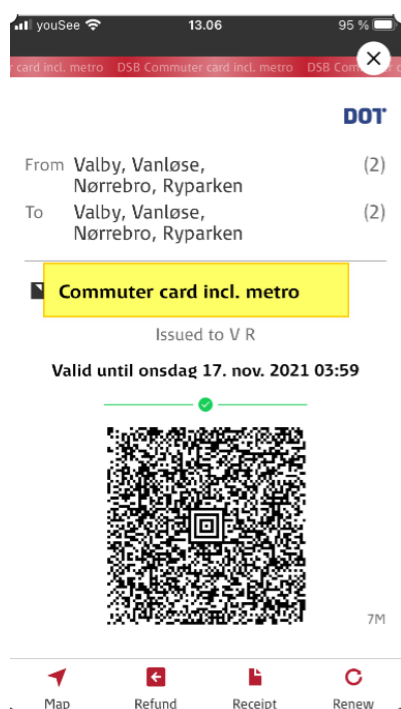 youSee 13.06 95 %
card incl. metro DSB Commuter card incl. metro DSB Com
DOT
From Valby, Vanløse, (2)
Nørrebro, Ryparken
To Valby, Vanløse, (2)
Nørrebro, Ryparken
Commuter card incl. metro
Issued to V R
Valid until onsdag 17. nov. 2021 03:59
7M
Map Refund Receipt Renew